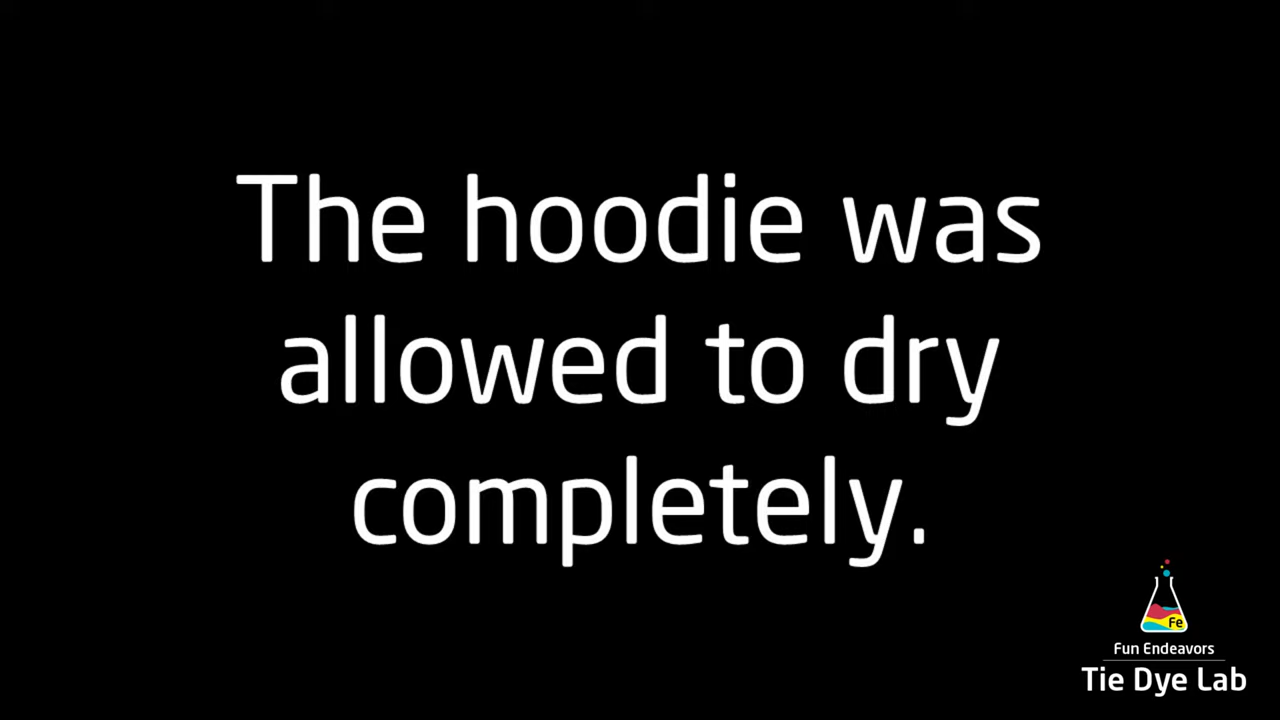 The hoodie was
allowed to dry
completely.
Fe
Fun Endeavors
Tie Dye Lab